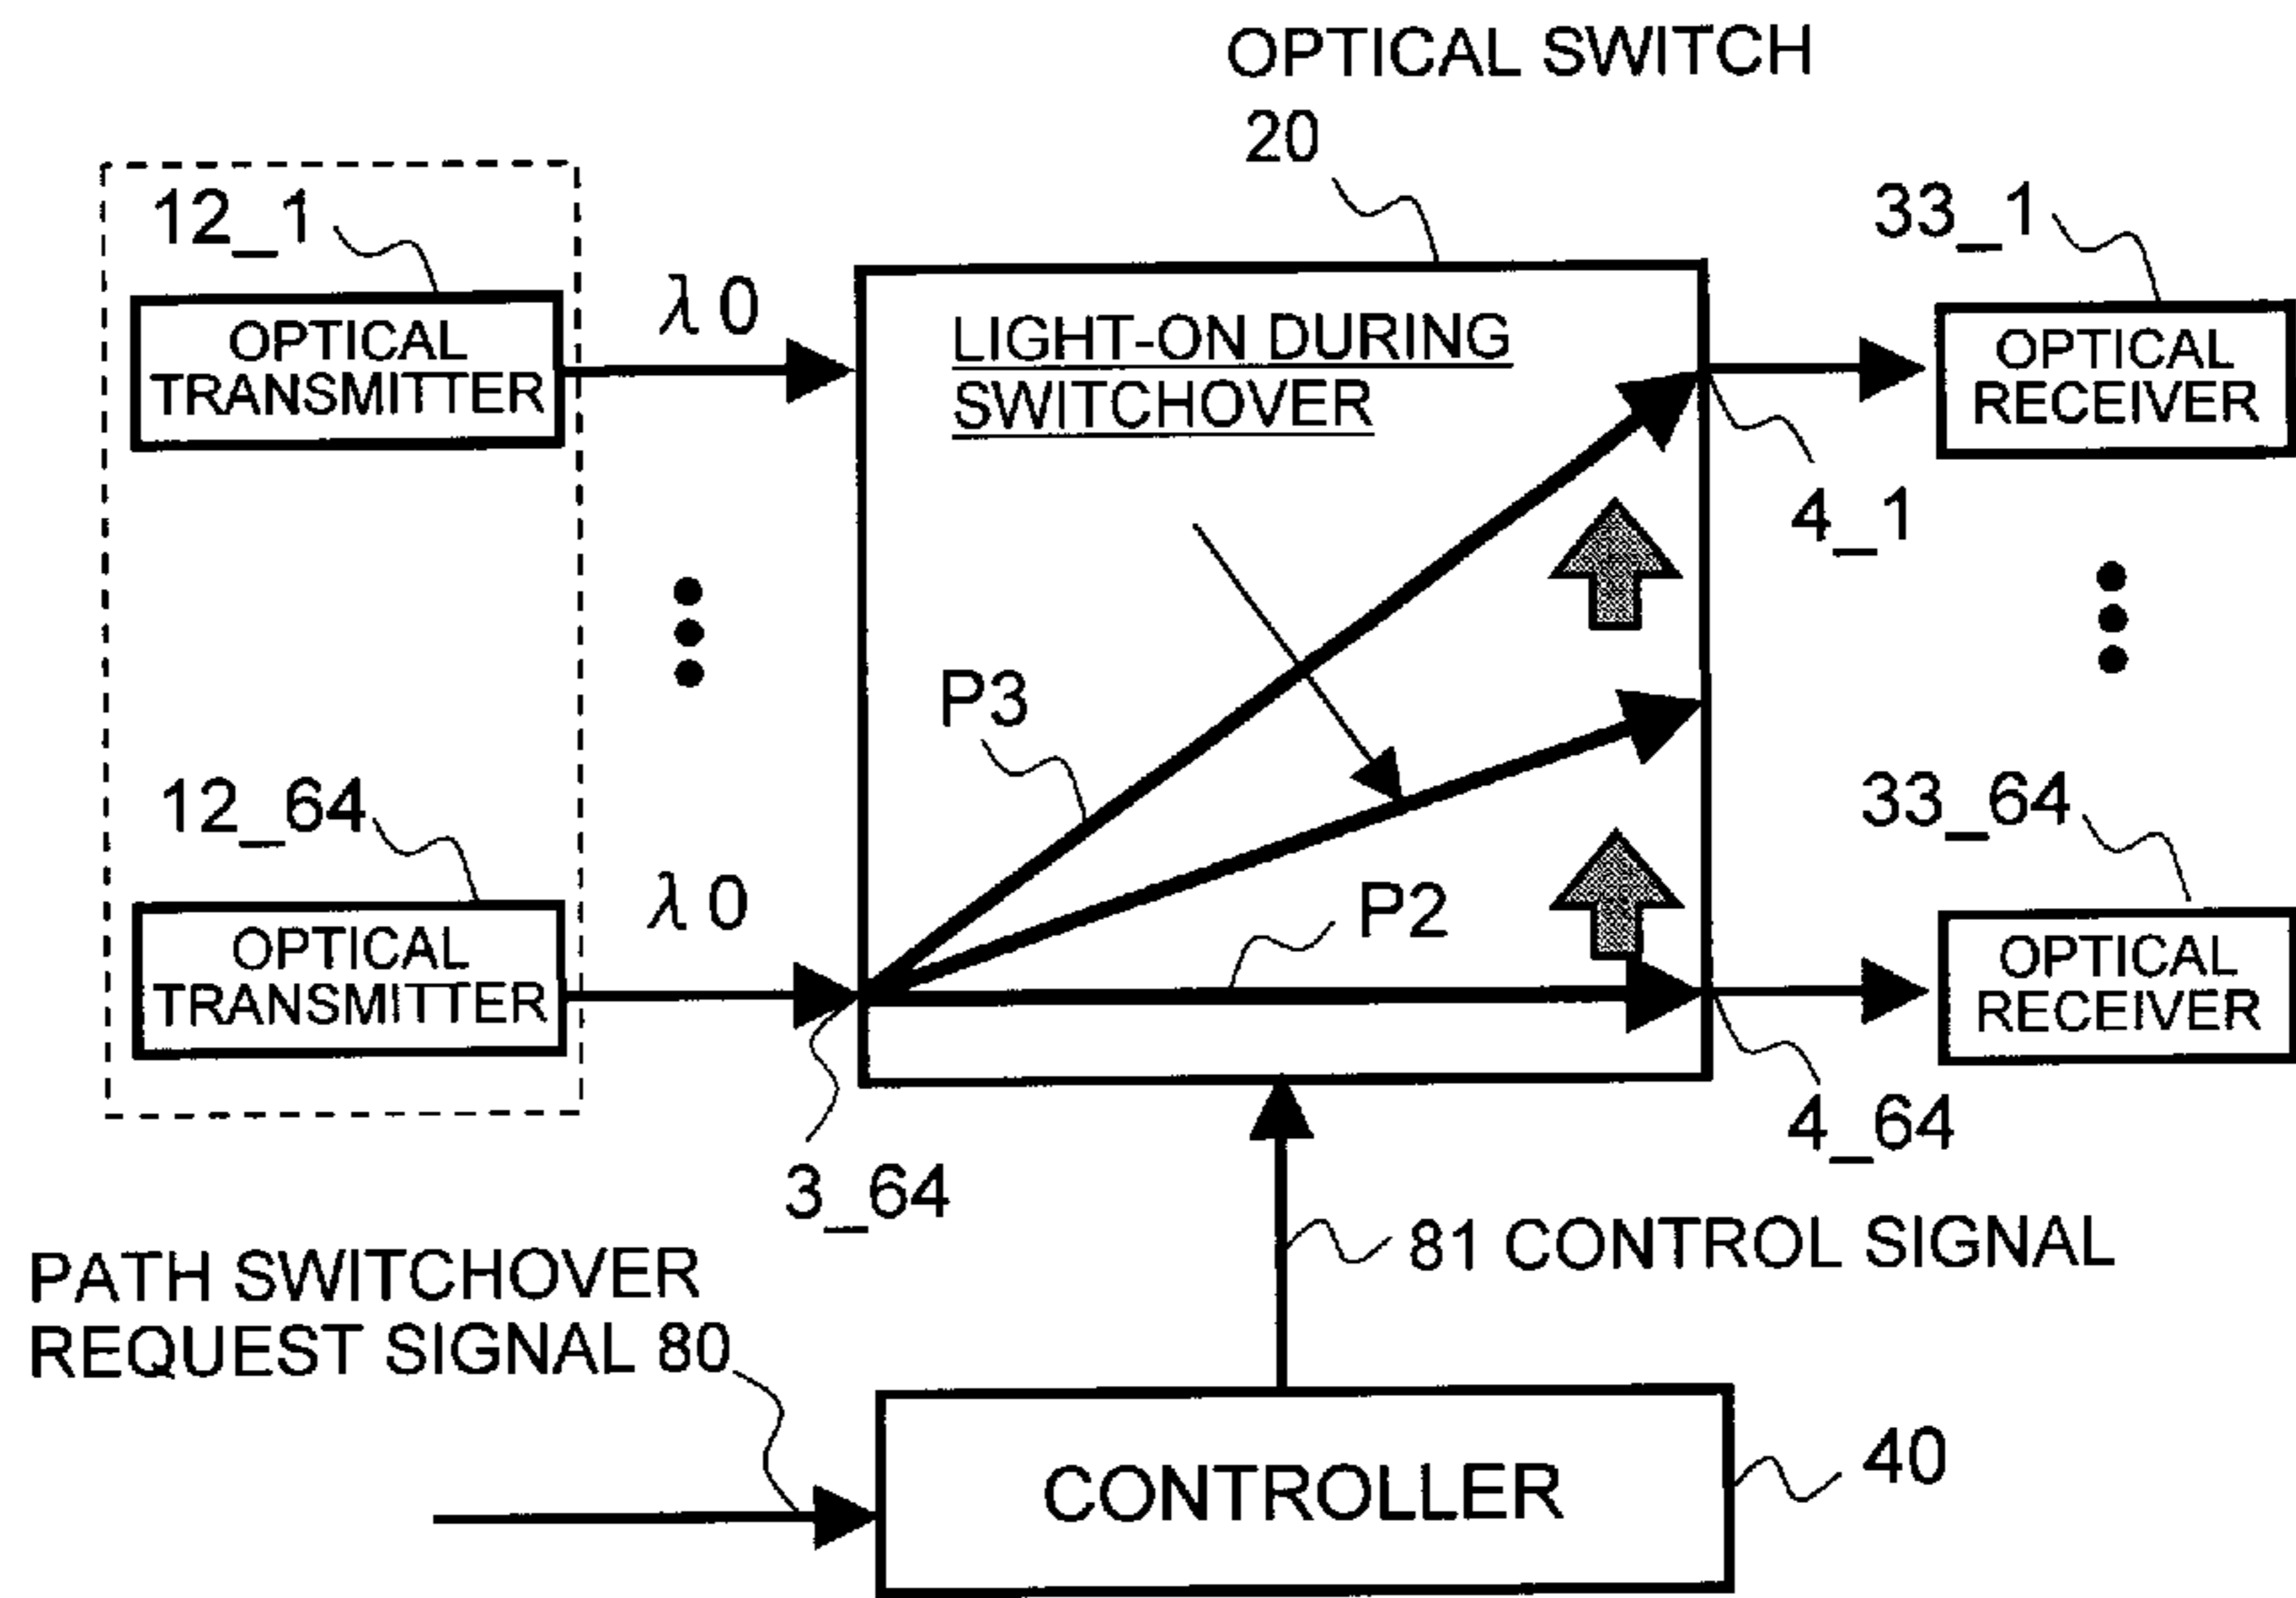 OPTICAL SWITCH
20
12_1
33_1
λ0
OPTICAL
TRANSMITTER
LIGHT-ON DURING
SWITCHOVER
OPTICAL
RECEIVER
4_1
P3
12_64
33_64
λ0
P2
OPTICAL
TRANSMITTER
OPTICAL
RECEIVER
3_64
4_64
81 CONTROL SIGNAL
PATH SWITCHOVER
REQUEST SIGNAL 80
CONTROLLER
40